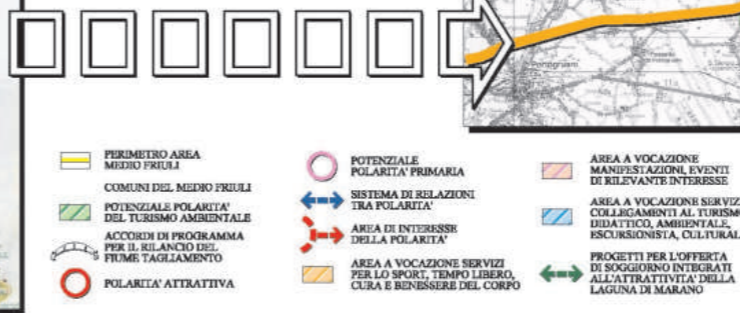 Portogruaro
PERIMETRO AREA
MEDIO FRIULI
COMUNI DEL MEDIO FRIULI
POTENZIALE POLARITA'
DEL TURISMO AMBIENTALE
ACCORDI DI PROGRAMMA
PER IL RILANCIO DEL
FIUME TAGLIAMENTO
POLARITA' ATTRATTIVA
POTENZIALE
POLARITA' PRIMARIA
SISTEMA DI RELAZIONI
TRA POLARITA'
AREA DI INTERESSE
DELLA POLARITA'
AREA A VOCAZIONE SERVIZI
PER LO SPORT, TEMPO LIBERO,
CURA E BENESSERE DEL CORPO
AREA A VOCAZIONE
MANIFESTAZIONI, EVENTI
DI RILEVANTE INTERESSE
AREA A VOCAZIONE SERVIZI
COLLEGAMENTI AL TURISMO
DIDATTICO, AMBIENTALE,
ESCURSIONISTA, CULTURAL
PROGETTI PER L'OFFERTA
DI SOGGIORNO INTEGRATI
ALL'ATTRATTIVITA' DELLA
LAGUNA DI MARANO